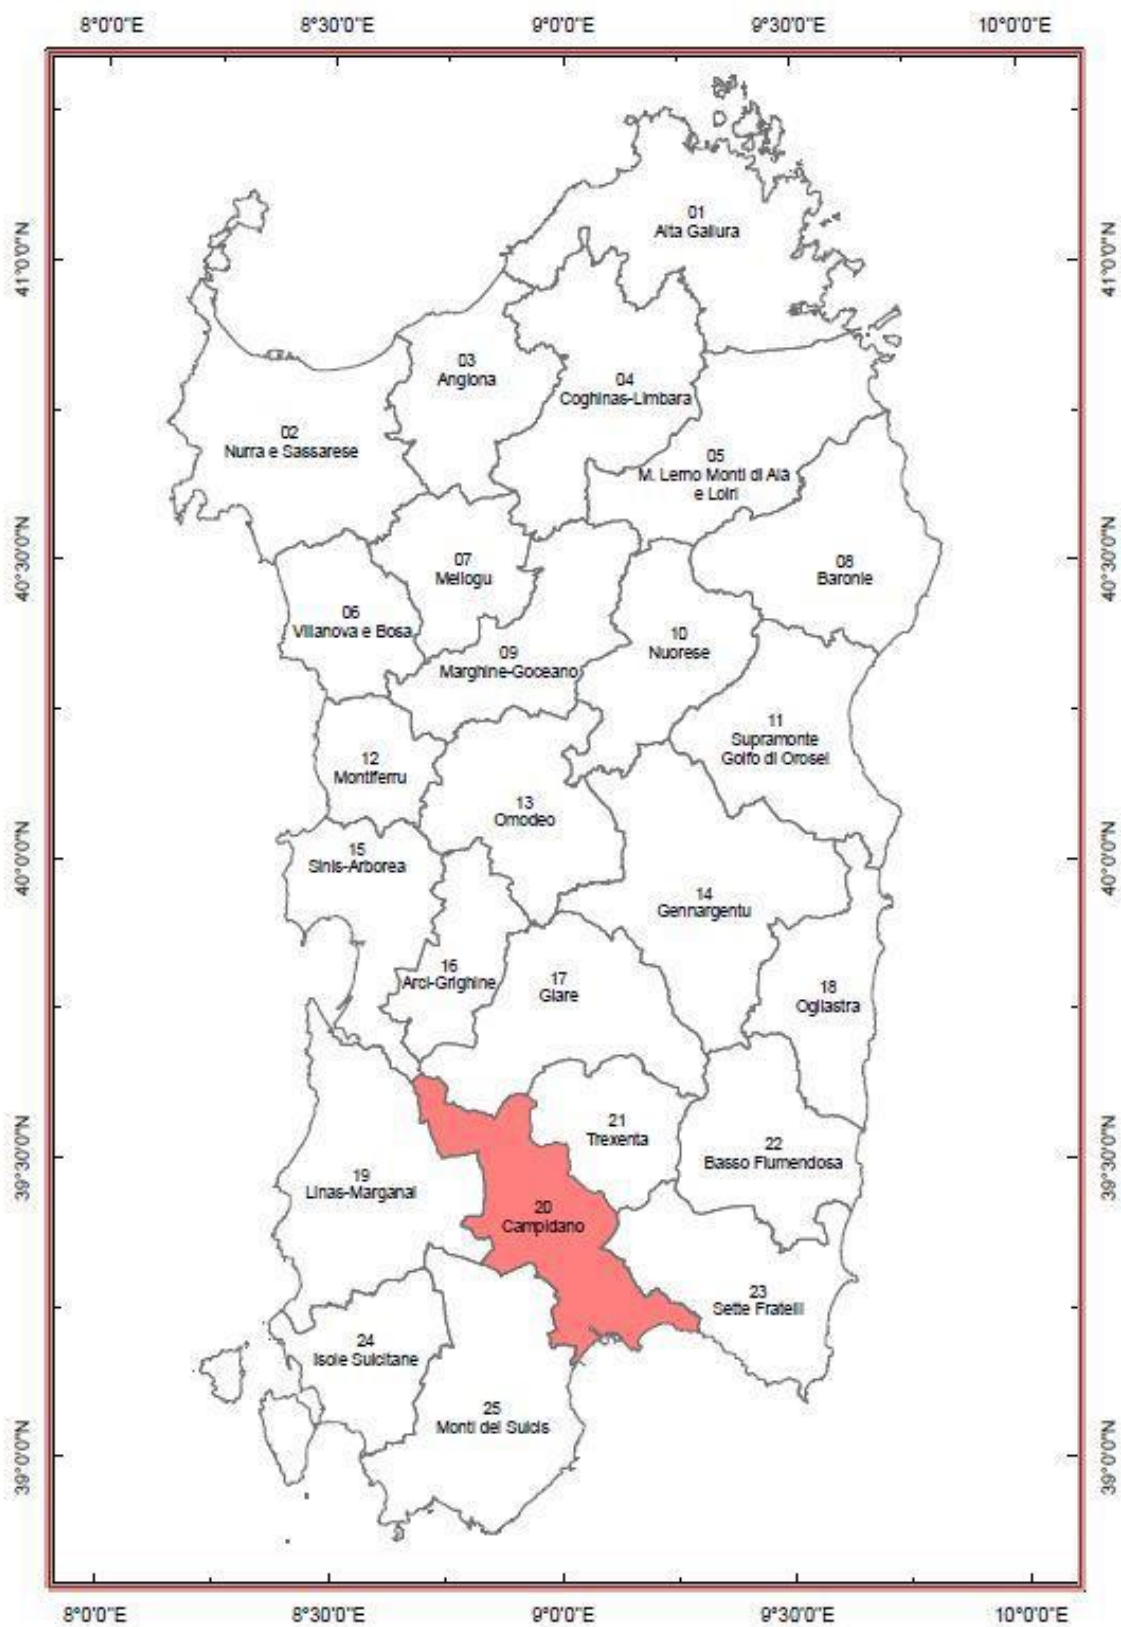 8°0'0"E 8°30'0"E 9°0'0"E 9°30'0"E 10°0'0"E
01
Alta Gallura
41°0'0"N 41°0'0"N
03
Anglona
04
Coghinas-Limbara
02
Nurra e Sassarese
05
M. Lerno Monti di Alà
e Loiri
40°30'0"N 40°30'0"N
07
Meilogu
08
Baronie
06
Villanova e Bosa
10
Nuorese
09
Marghine-Goceano
11
Supramonte
Golfo di Orosei
12
Montiferru
13
Omodeo
40°0'0"N 40°0'0"N
15
Sinis-Arborea
14
Gennargentu
16
Arci-Grighine
17
Giare
18
Ogliastra
21
Trexenta
22
Basso Flumendosa
39°30'0"N 39°30'0"N
19
Linas-Marganai
20
Campidano
23
Sette Fratelli
24
Isole Sulcitane
25
Monti del Sulcis
39°0'0"N 39°0'0"N
8°0'0"E 8°30'0"E 9°0'0"E 9°30'0"E 10°0'0"E